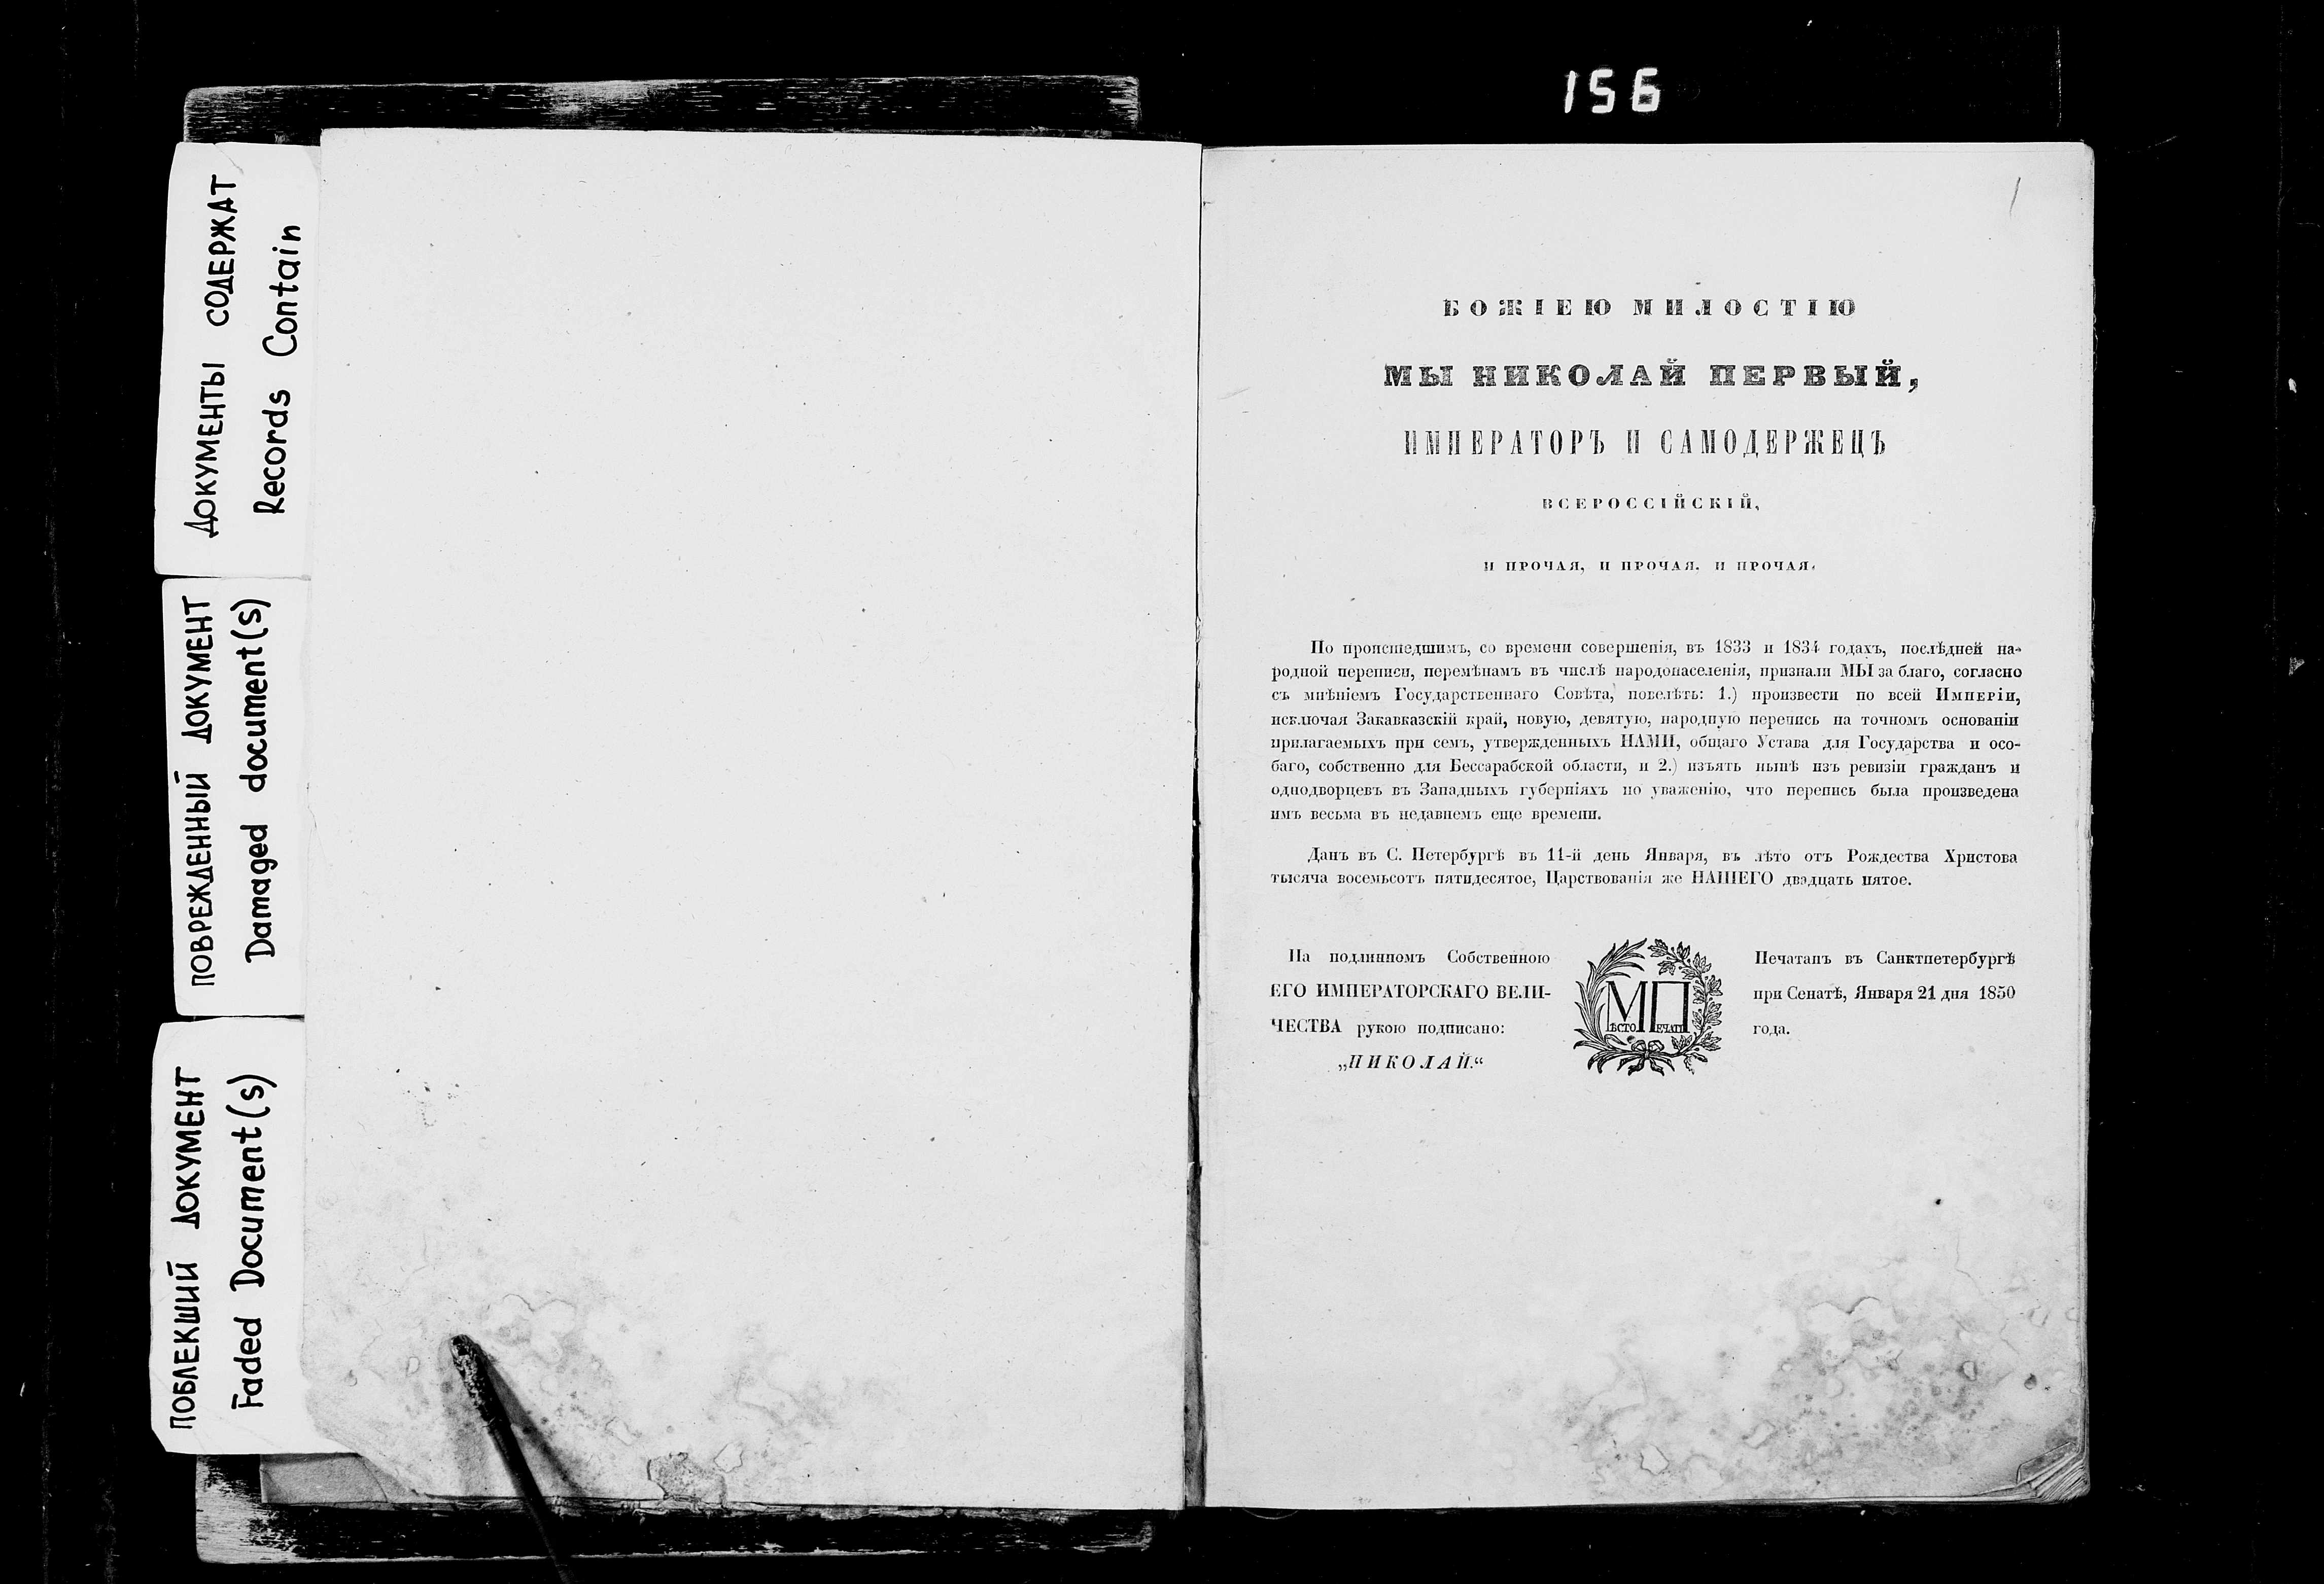 156
ДОКУМЕНТЫ СОДЕРЖАТ
Records Contain
ПОВРЕЖДЕННЫЙ ДОКУМЕНТ
Damaged document(s)
ПОБЛЕКШИЙ ДОКУМЕНТ
Faded Document(s)
1
БОЖІЕЮ МИЛОСТІЮ
МЫ НИКОЛАЙ ПЕРВЫЙ,
ИМПЕРАТОРЪ И САМОДЕРЖЕЦЪ
ВСЕРОССІЙСКІЙ,
И ПРОЧАЯ, И ПРОЧАЯ, И ПРОЧАЯ.
По происшедшимъ, со времени совершенія, въ 1833 и 1834 годахъ, послѣдней на-
родной переписи, перемѣнамъ въ числѣ народонаселенія, признали МЫ за благо, согласно
съ мнѣніемъ Государственнаго Совѣта, повелѣть: 1.) произвести по всей Имперіи,
исключая Закавказскій край, новую, девятую, народную перепись на точномъ основаніи
прилагаемыхъ при семъ, утвержденныхъ НАМИ, общаго Устава для Государства и осо-
баго, собственно для Бессарабской области, и 2.) изъять нынѣ изъ ревизіи гражданъ и
однодворцевъ въ Западныхъ губерніяхъ по уваженію, что перепись была произведена
имъ весьма въ недавнемъ еще времени.
Данъ въ С. Петербургѣ въ 11-й день Января, въ лѣто отъ Рождества Христова
тысяча восемьсотъ пятидесятое, Царствованія же НАШЕГО двадцать пятое.
На подлинномъ Собственною
ЕГО ИМПЕРАТОРСКАГО ВЕЛИ-
ЧЕСТВА рукою подписано:
„НИКОЛАЙ.“
МѢСТО ПЕЧАТИ
Печатанъ въ Санктпетербургѣ
при Сенатѣ, Января 21 дня 1850
года.